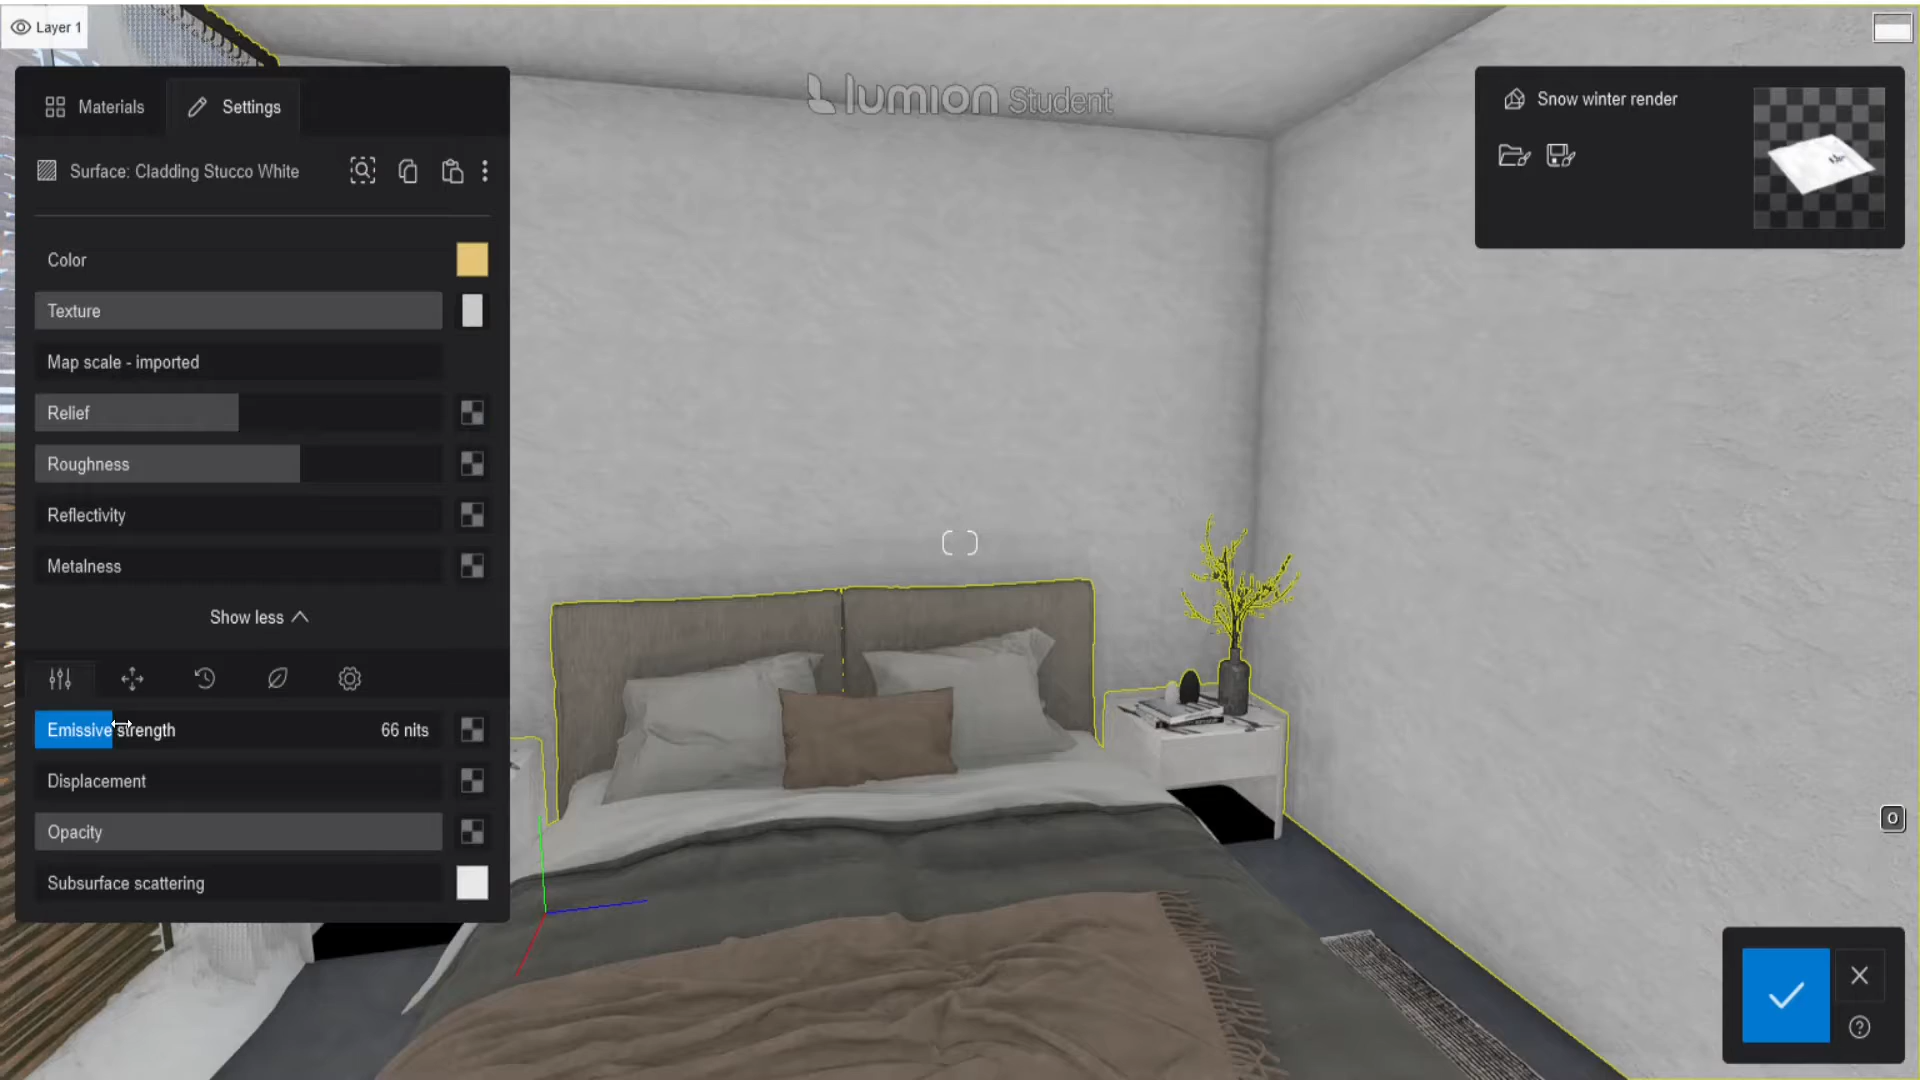 Layer 1
Materials
Settings
Surface: Cladding Stucco White
Color
Texture
Map scale - imported
Relief
Roughness
Reflectivity
Metalness
Show less
Emissive strength 66 nits
Displacement
Opacity
Subsurface scattering
lumion Student
Snow winter render
O